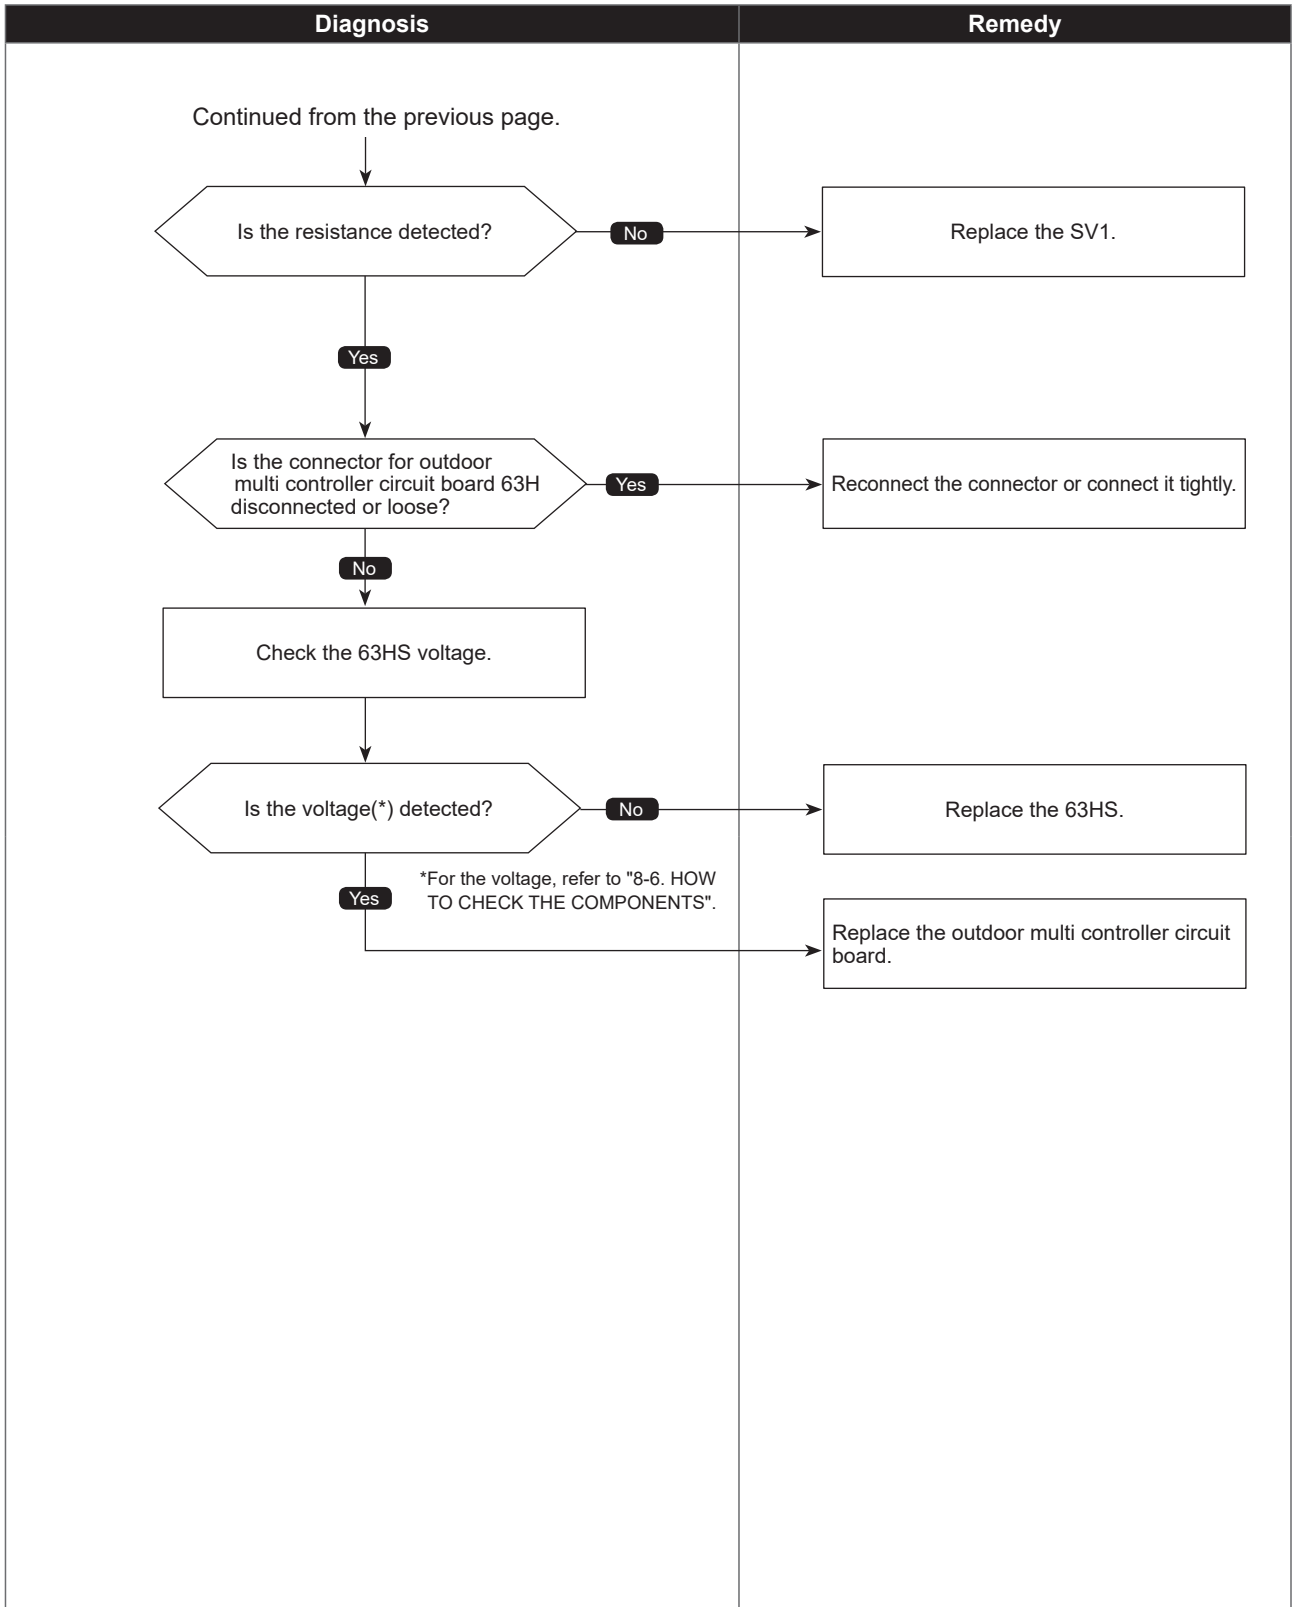 Diagnosis
Remedy
Continued from the previous page.
Is the resistance detected?
No
Replace the SV1.
Yes
Is the connector for outdoor
multi controller circuit board 63H
disconnected or loose?
Yes
Reconnect the connector or connect it tightly.
No
Check the 63HS voltage.
Is the voltage(*) detected?
No
Replace the 63HS.
*For the voltage, refer to "8-6. HOW
TO CHECK THE COMPONENTS".
Yes
Replace the outdoor multi controller circuit
board.